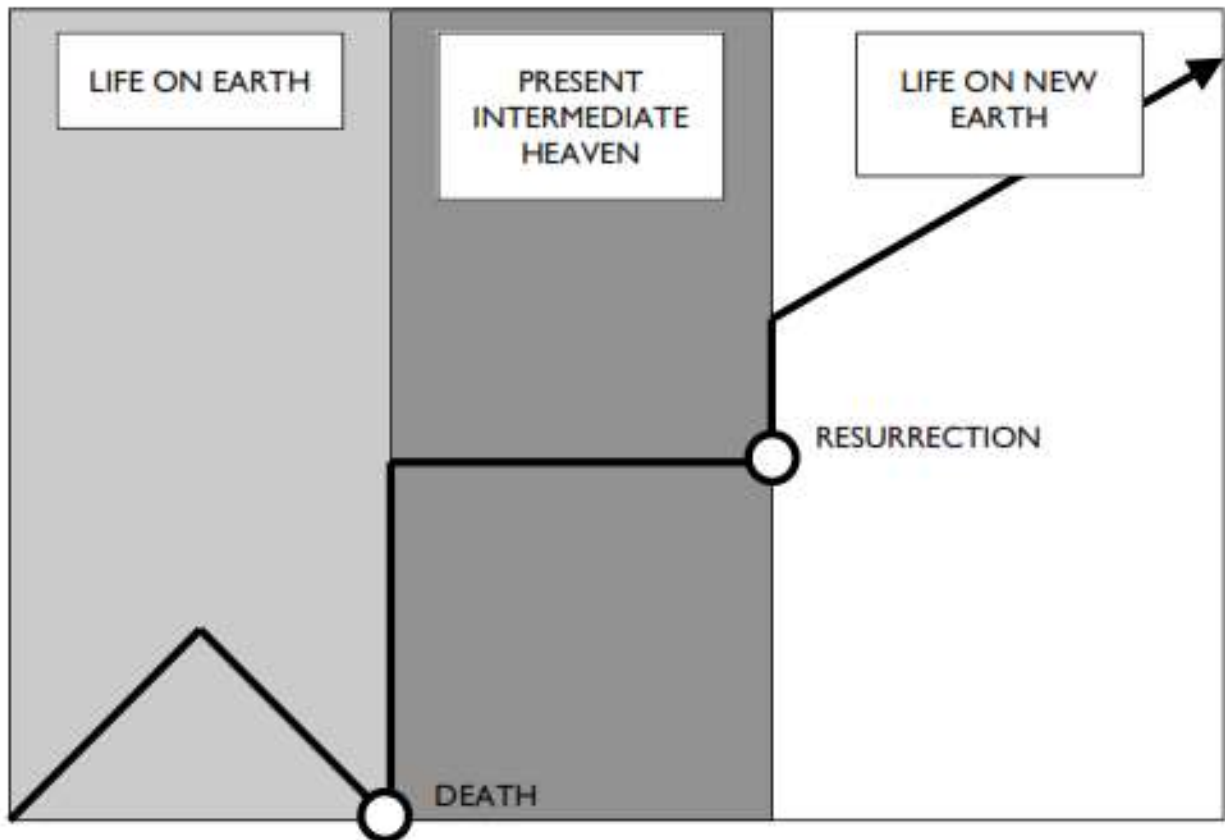 LIFE ON EARTH
PRESENT
INTERMEDIATE
HEAVEN
LIFE ON NEW
EARTH
RESURRECTION
DEATH